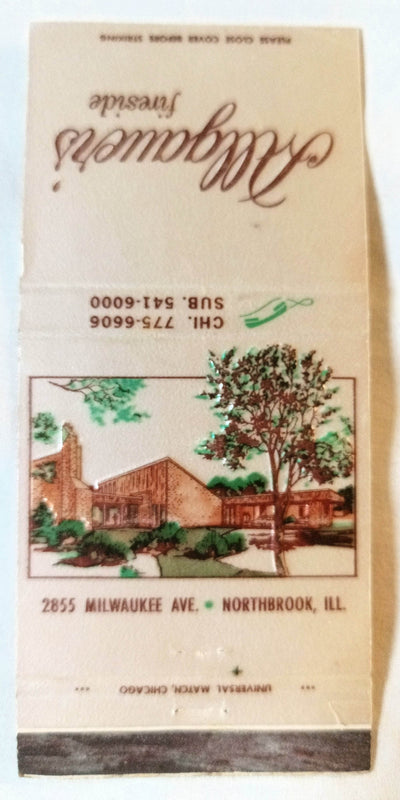 PLEASE CLOSE COVER BEFORE STRIKING
Allgauer's
fireside
CHI. 775-6606
SUB. 541-6000
2855 MILWAUKEE AVE. • NORTHBROOK, ILL.
UNIVERSAL MATCH, CHICAGO